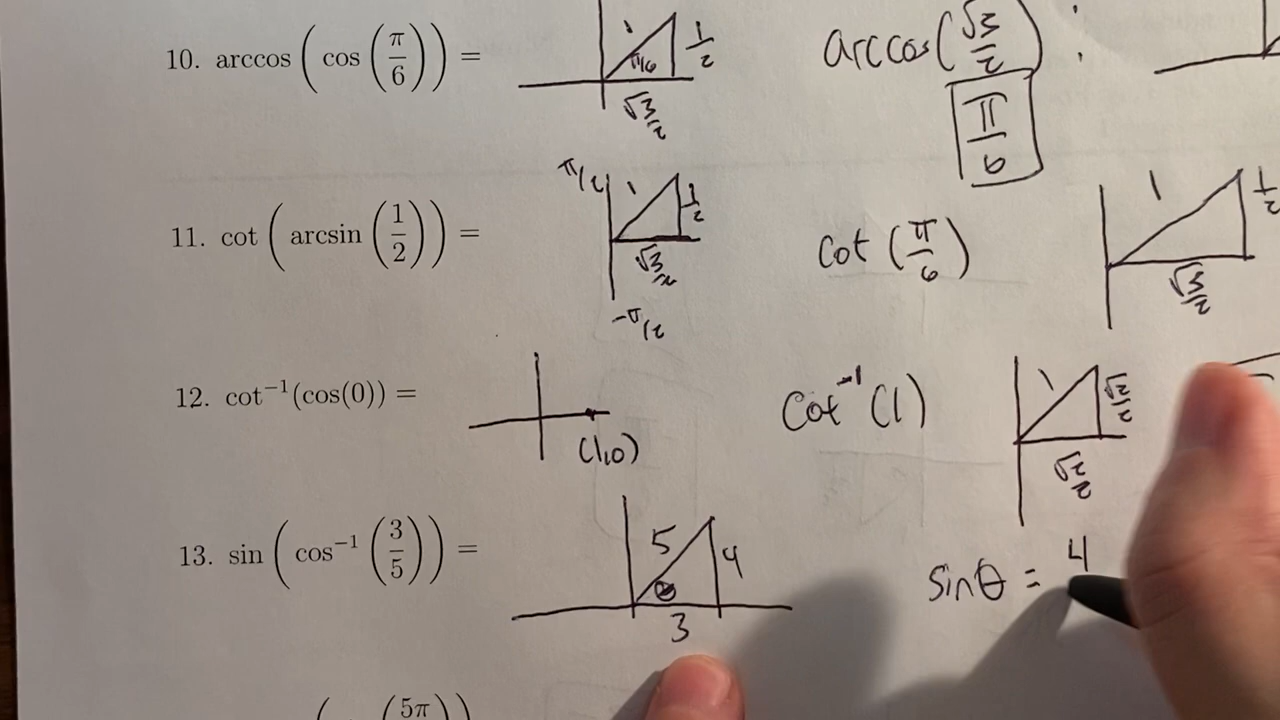 10. arccos ( cos ( π/6 ) ) = 1 π/6 1/2 √3/2 arccos ( √3/2 ) :
π/6
11. cot ( arcsin ( 1/2 ) ) = π/2 1 1/2 √3/2 -π/2 cot ( π/6 ) 1 1/2 √3/2
12. cot⁻¹(cos(0)) = (1,0) cot⁻¹ (1) 1 √2/2 √2/2
13. sin ( cos⁻¹ ( 3/5 ) ) = 5 θ 4 3 sin θ = 4
( ( 5π ) )